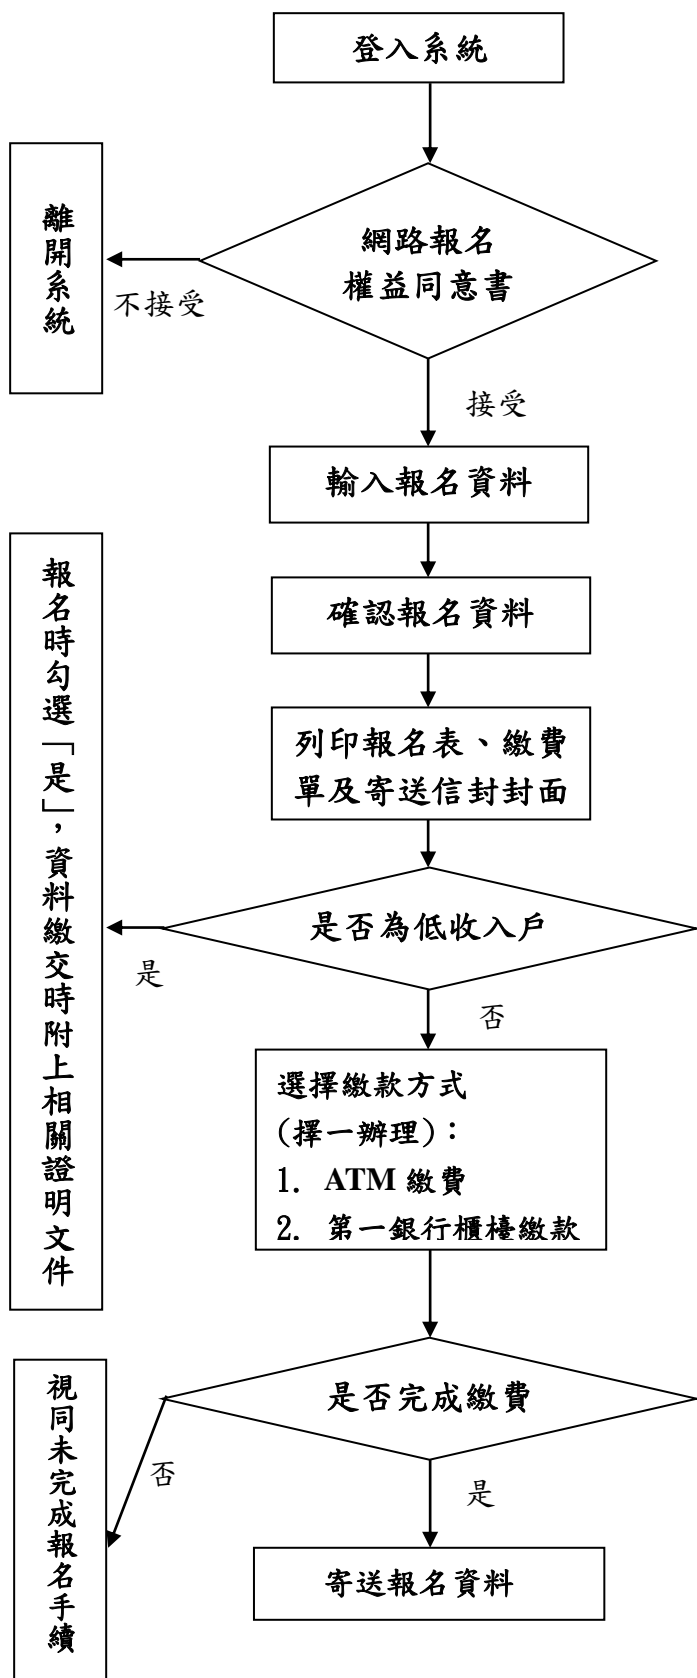 登入系統
網路報名
權益同意書
不接受
離開系統
接受
輸入報名資料
確認報名資料
列印報名表、繳費
單及寄送信封封面
是否為低收入戶
是
報名時勾選「是」，資料繳交時附上相關證明文件
否
選擇繳款方式
(擇一辦理)：
1. ATM 繳費
2. 第一銀行櫃檯繳款
是否完成繳費
否
視同未完成報名手續
是
寄送報名資料